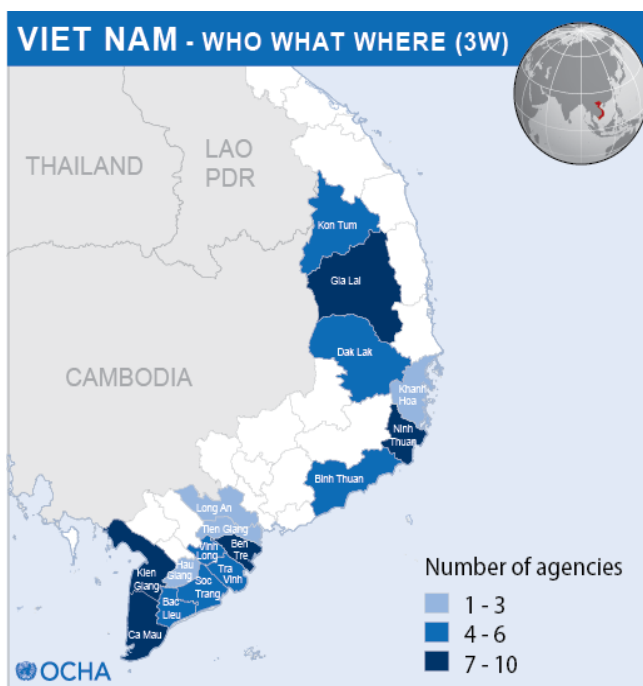 VIET NAM - WHO WHAT WHERE (3W)
THAILAND
LAO
PDR
Kon Tum
Gia Lai
Dak Lak
CAMBODIA
Khanh
Hoa
Ninh
Thuan
Binh Thuan
Long An
Tien Giang
Vinh
Long
Ben
Tre
Hau
Giang
Tra
Vinh
Kien
Giang
Soc
Trang
Bac
Lieu
Ca Mau
Number of agencies
1 - 3
4 - 6
7 - 10
OCHA